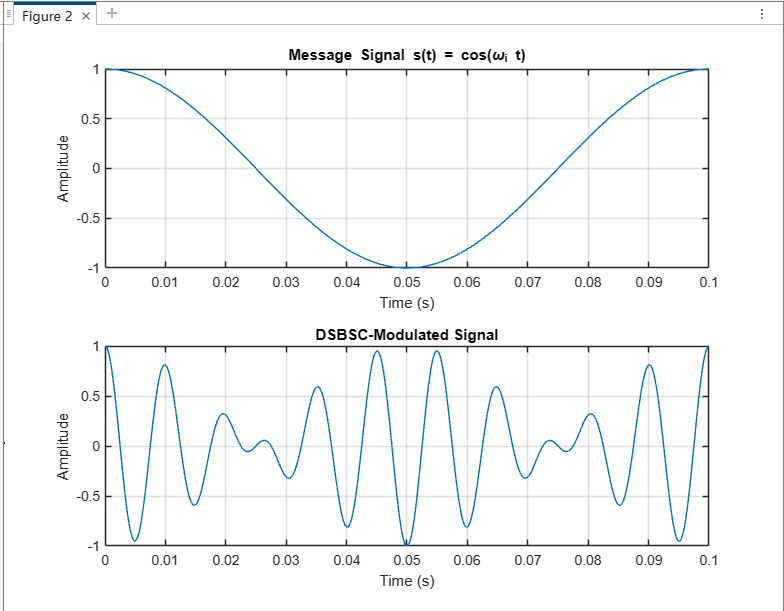 Figure 2 × +
Message Signal s(t) = cos(ωᵢ t)
1
0.5
0
-0.5
-1
Amplitude
0 0.01 0.02 0.03 0.04 0.05 0.06 0.07 0.08 0.09 0.1
Time (s)
DSBSC-Modulated Signal
1
0.5
0
-0.5
-1
Amplitude
0 0.01 0.02 0.03 0.04 0.05 0.06 0.07 0.08 0.09 0.1
Time (s)